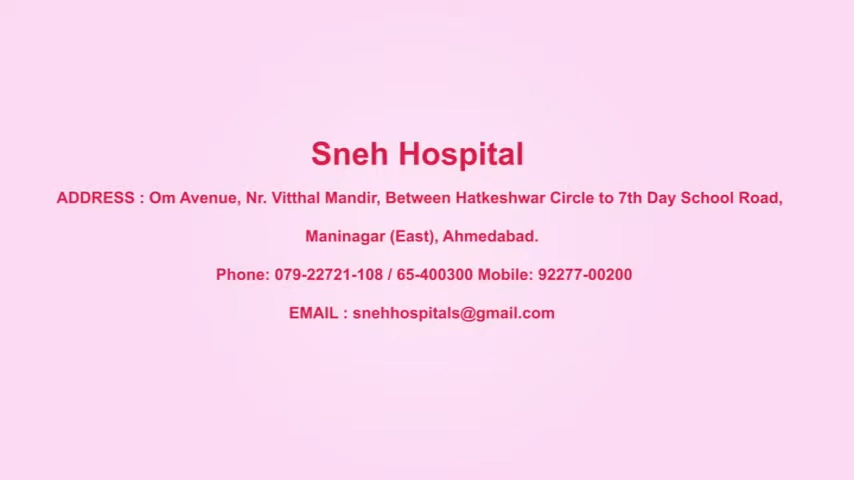 Sneh Hospital
ADDRESS : Om Avenue, Nr. Vitthal Mandir, Between Hatkeshwar Circle to 7th Day School Road,
Maninagar (East), Ahmedabad.
Phone: 079-22721-108 / 65-400300 Mobile: 92277-00200
EMAIL : snehhospitals@gmail.com